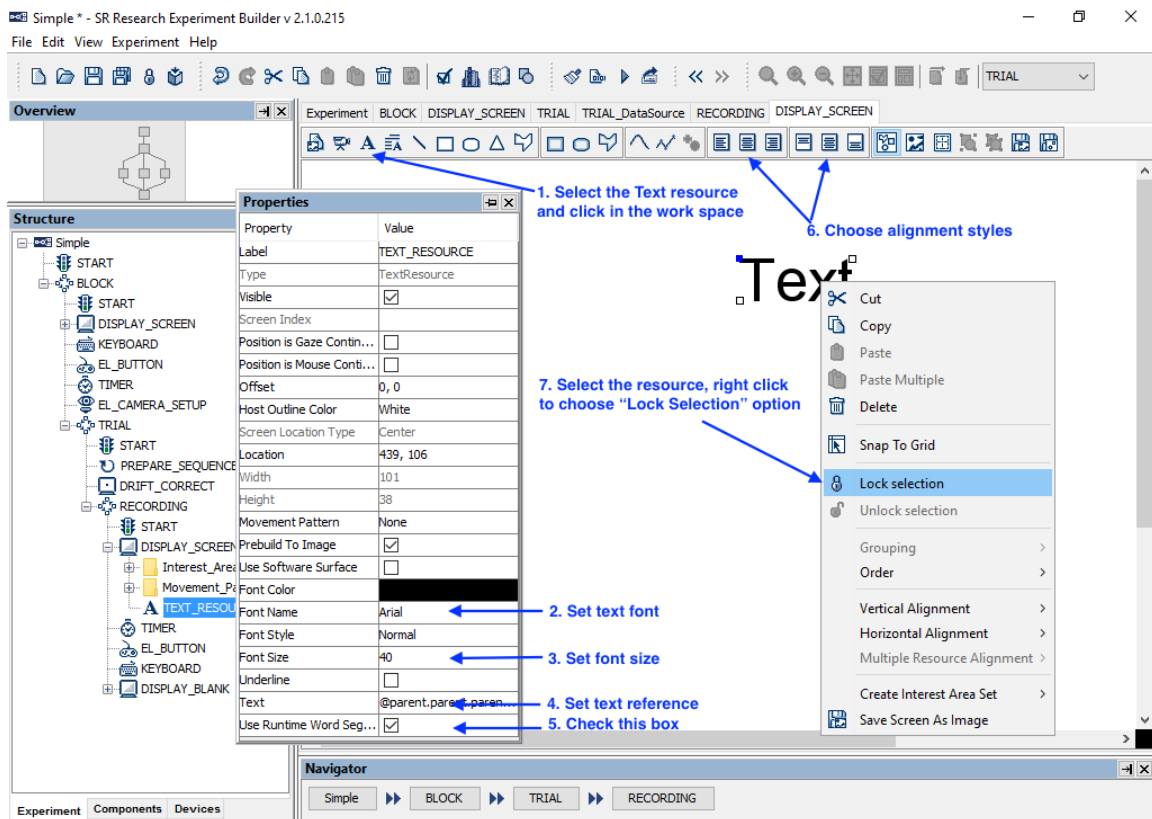 Simple * - SR Research Experiment Builder v 2.1.0.215
File Edit View Experiment Help
TRIAL
Overview
Experiment BLOCK DISPLAY_SCREEN TRIAL TRIAL_DataSource RECORDING DISPLAY_SCREEN
1. Select the Text resource
and click in the work space
6. Choose alignment styles
Structure
Simple
START
BLOCK
START
DISPLAY_SCREEN
KEYBOARD
EL_BUTTON
TIMER
EL_CAMERA_SETUP
TRIAL
START
PREPARE_SEQUENCE
DRIFT_CORRECT
RECORDING
START
DISPLAY_SCREEN
Interest_Area
Movement_Pa
TEXT_RESOU
TIMER
EL_BUTTON
KEYBOARD
DISPLAY_BLANK
Experiment Components Devices
Properties
Property Value
Label TEXT_RESOURCE
Type TextResource
Visible
Screen Index
Position is Gaze Contin...
Position is Mouse Conti...
Offset 0, 0
Host Outline Color White
Screen Location Type Center
Location 439, 106
Width 101
Height 38
Movement Pattern None
Prebuild To Image
Use Software Surface
Font Color
Font Name Arial
Font Style Normal
Font Size 40
Underline
Text @parent.parent.paren...
Use Runtime Word Seg...
2. Set text font
3. Set font size
4. Set text reference
5. Check this box
Text
7. Select the resource, right click
to choose “Lock Selection” option
Cut
Copy
Paste
Paste Multiple
Delete
Snap To Grid
Lock selection
Unlock selection
Grouping
Order
Vertical Alignment
Horizontal Alignment
Multiple Resource Alignment
Create Interest Area Set
Save Screen As Image
Navigator
Simple BLOCK TRIAL RECORDING